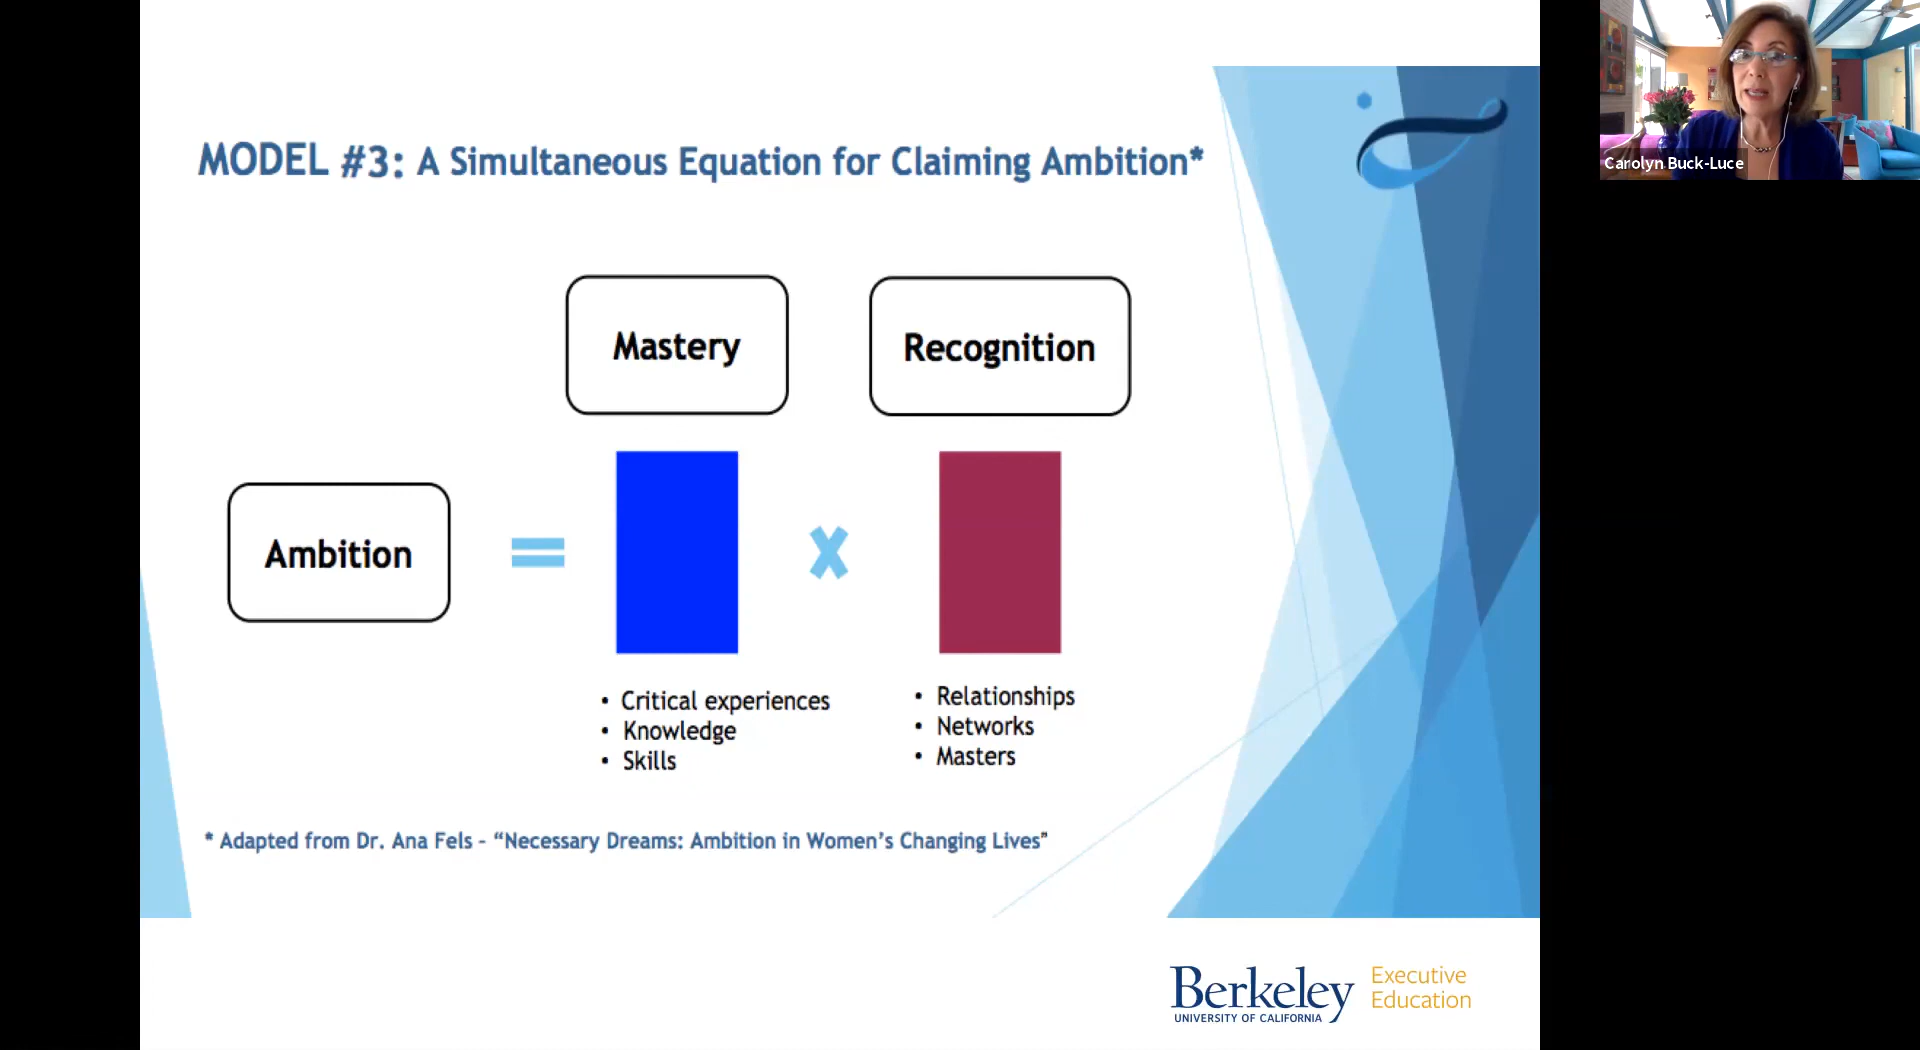 MODEL #3: A Simultaneous Equation for Claiming Ambition*
Mastery
Recognition
Ambition
=
x
• Critical experiences
• Knowledge
• Skills
• Relationships
• Networks
• Masters
* Adapted from Dr. Ana Fels - “Necessary Dreams: Ambition in Women’s Changing Lives”
Berkeley
UNIVERSITY OF CALIFORNIA
Executive
Education
Carolyn Buck-Luce